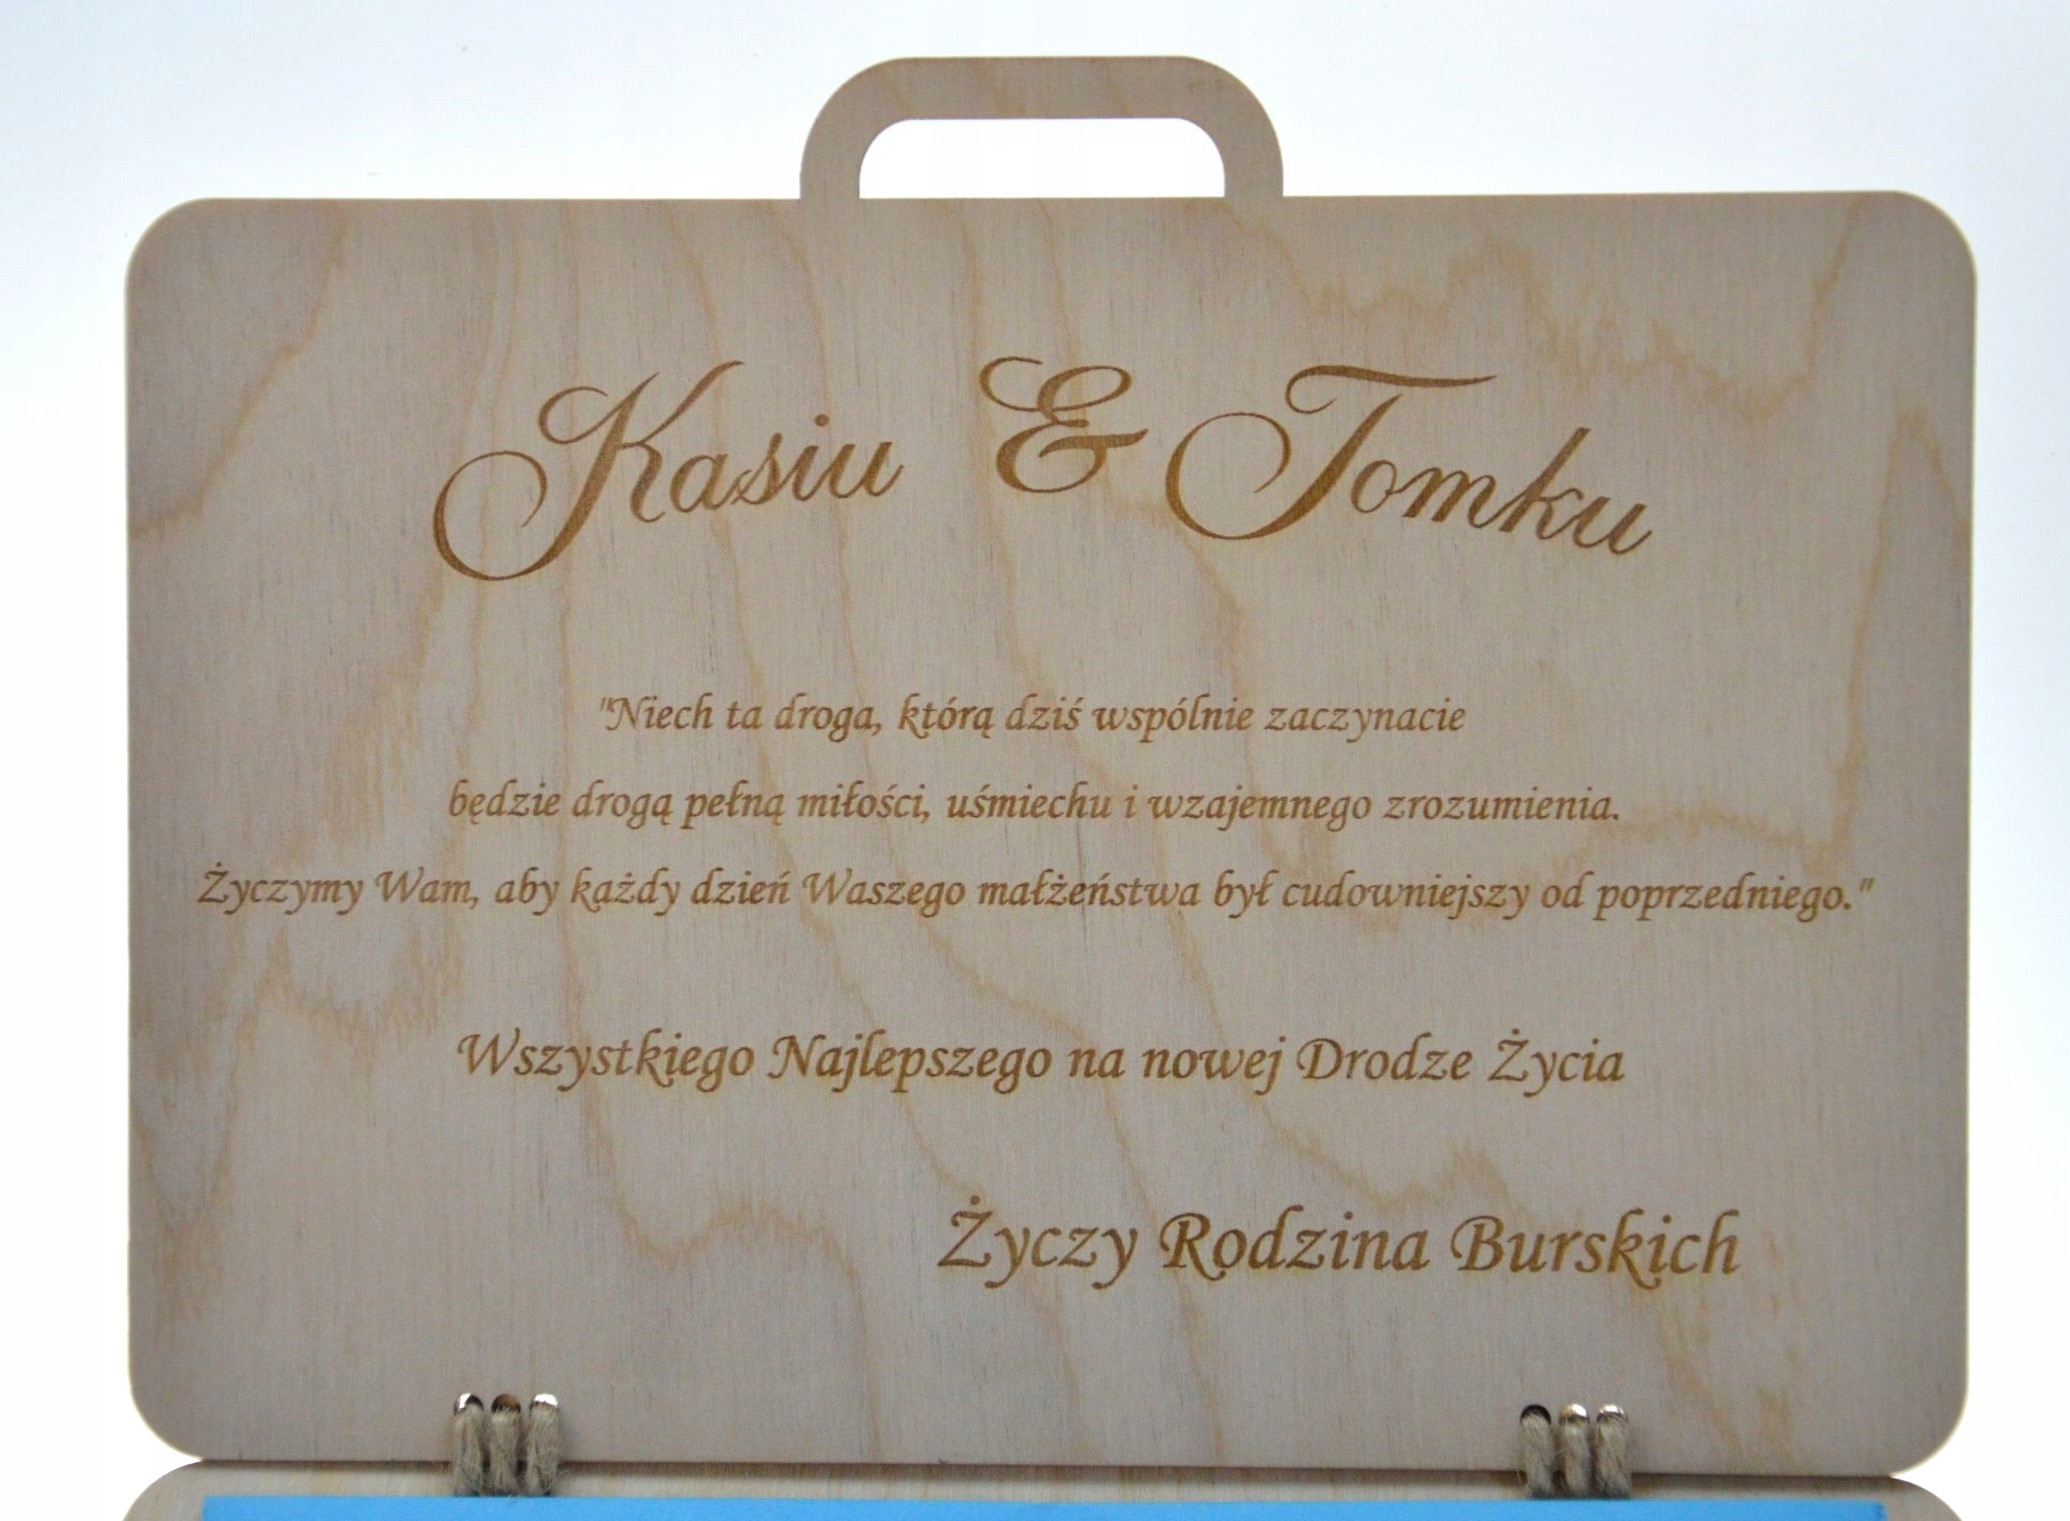 Kasiu & Tomku
"Niech ta droga, którą dziś wspólnie zaczynacie
będzie drogą pełną miłości, uśmiechu i wzajemnego zrozumienia.
Życzymy Wam, aby każdy dzień Waszego małżeństwa był cudowniejszy od poprzedniego."
Wszystkiego Najlepszego na nowej Drodze Życia
Życzy Rodzina Burskich